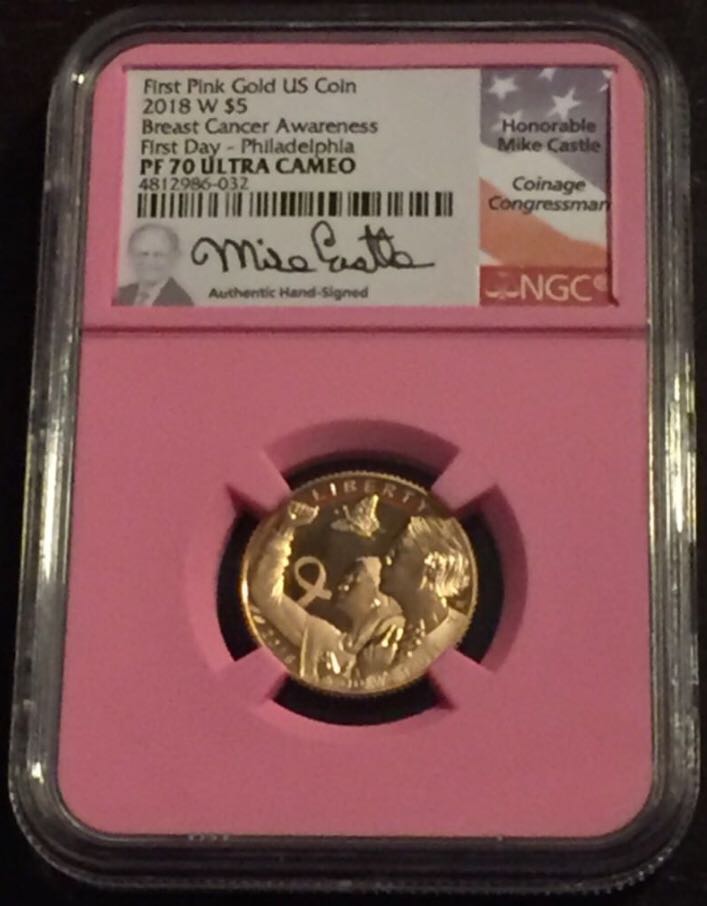 First Pink Gold US Coin
2018 W $5
Breast Cancer Awareness
First Day - Philadelphia
PF 70 ULTRA CAMEO
4812986-032
Mike Castle
Authentic Hand-Signed
Honorable
Mike Castle
Coinage
Congressman
NGC
LIBERTY